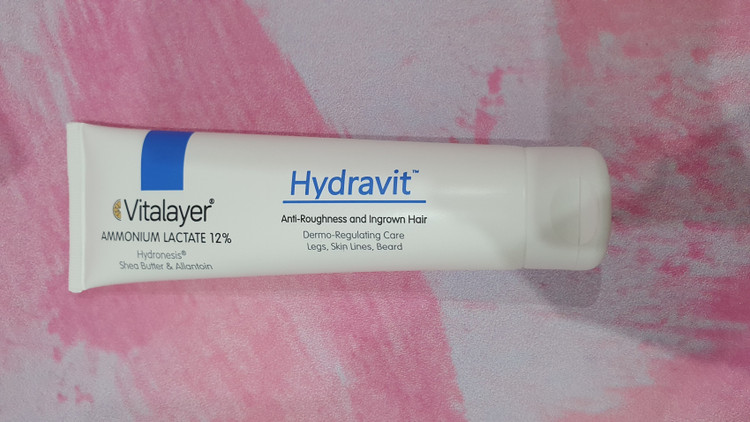 Vitalayer®
AMMONIUM LACTATE 12%
Hydronesis®
Shea Butter & Allantoin
Hydravit™
Anti-Roughness and Ingrown Hair
Dermo-Regulating Care
Legs, Skin Lines, Beard